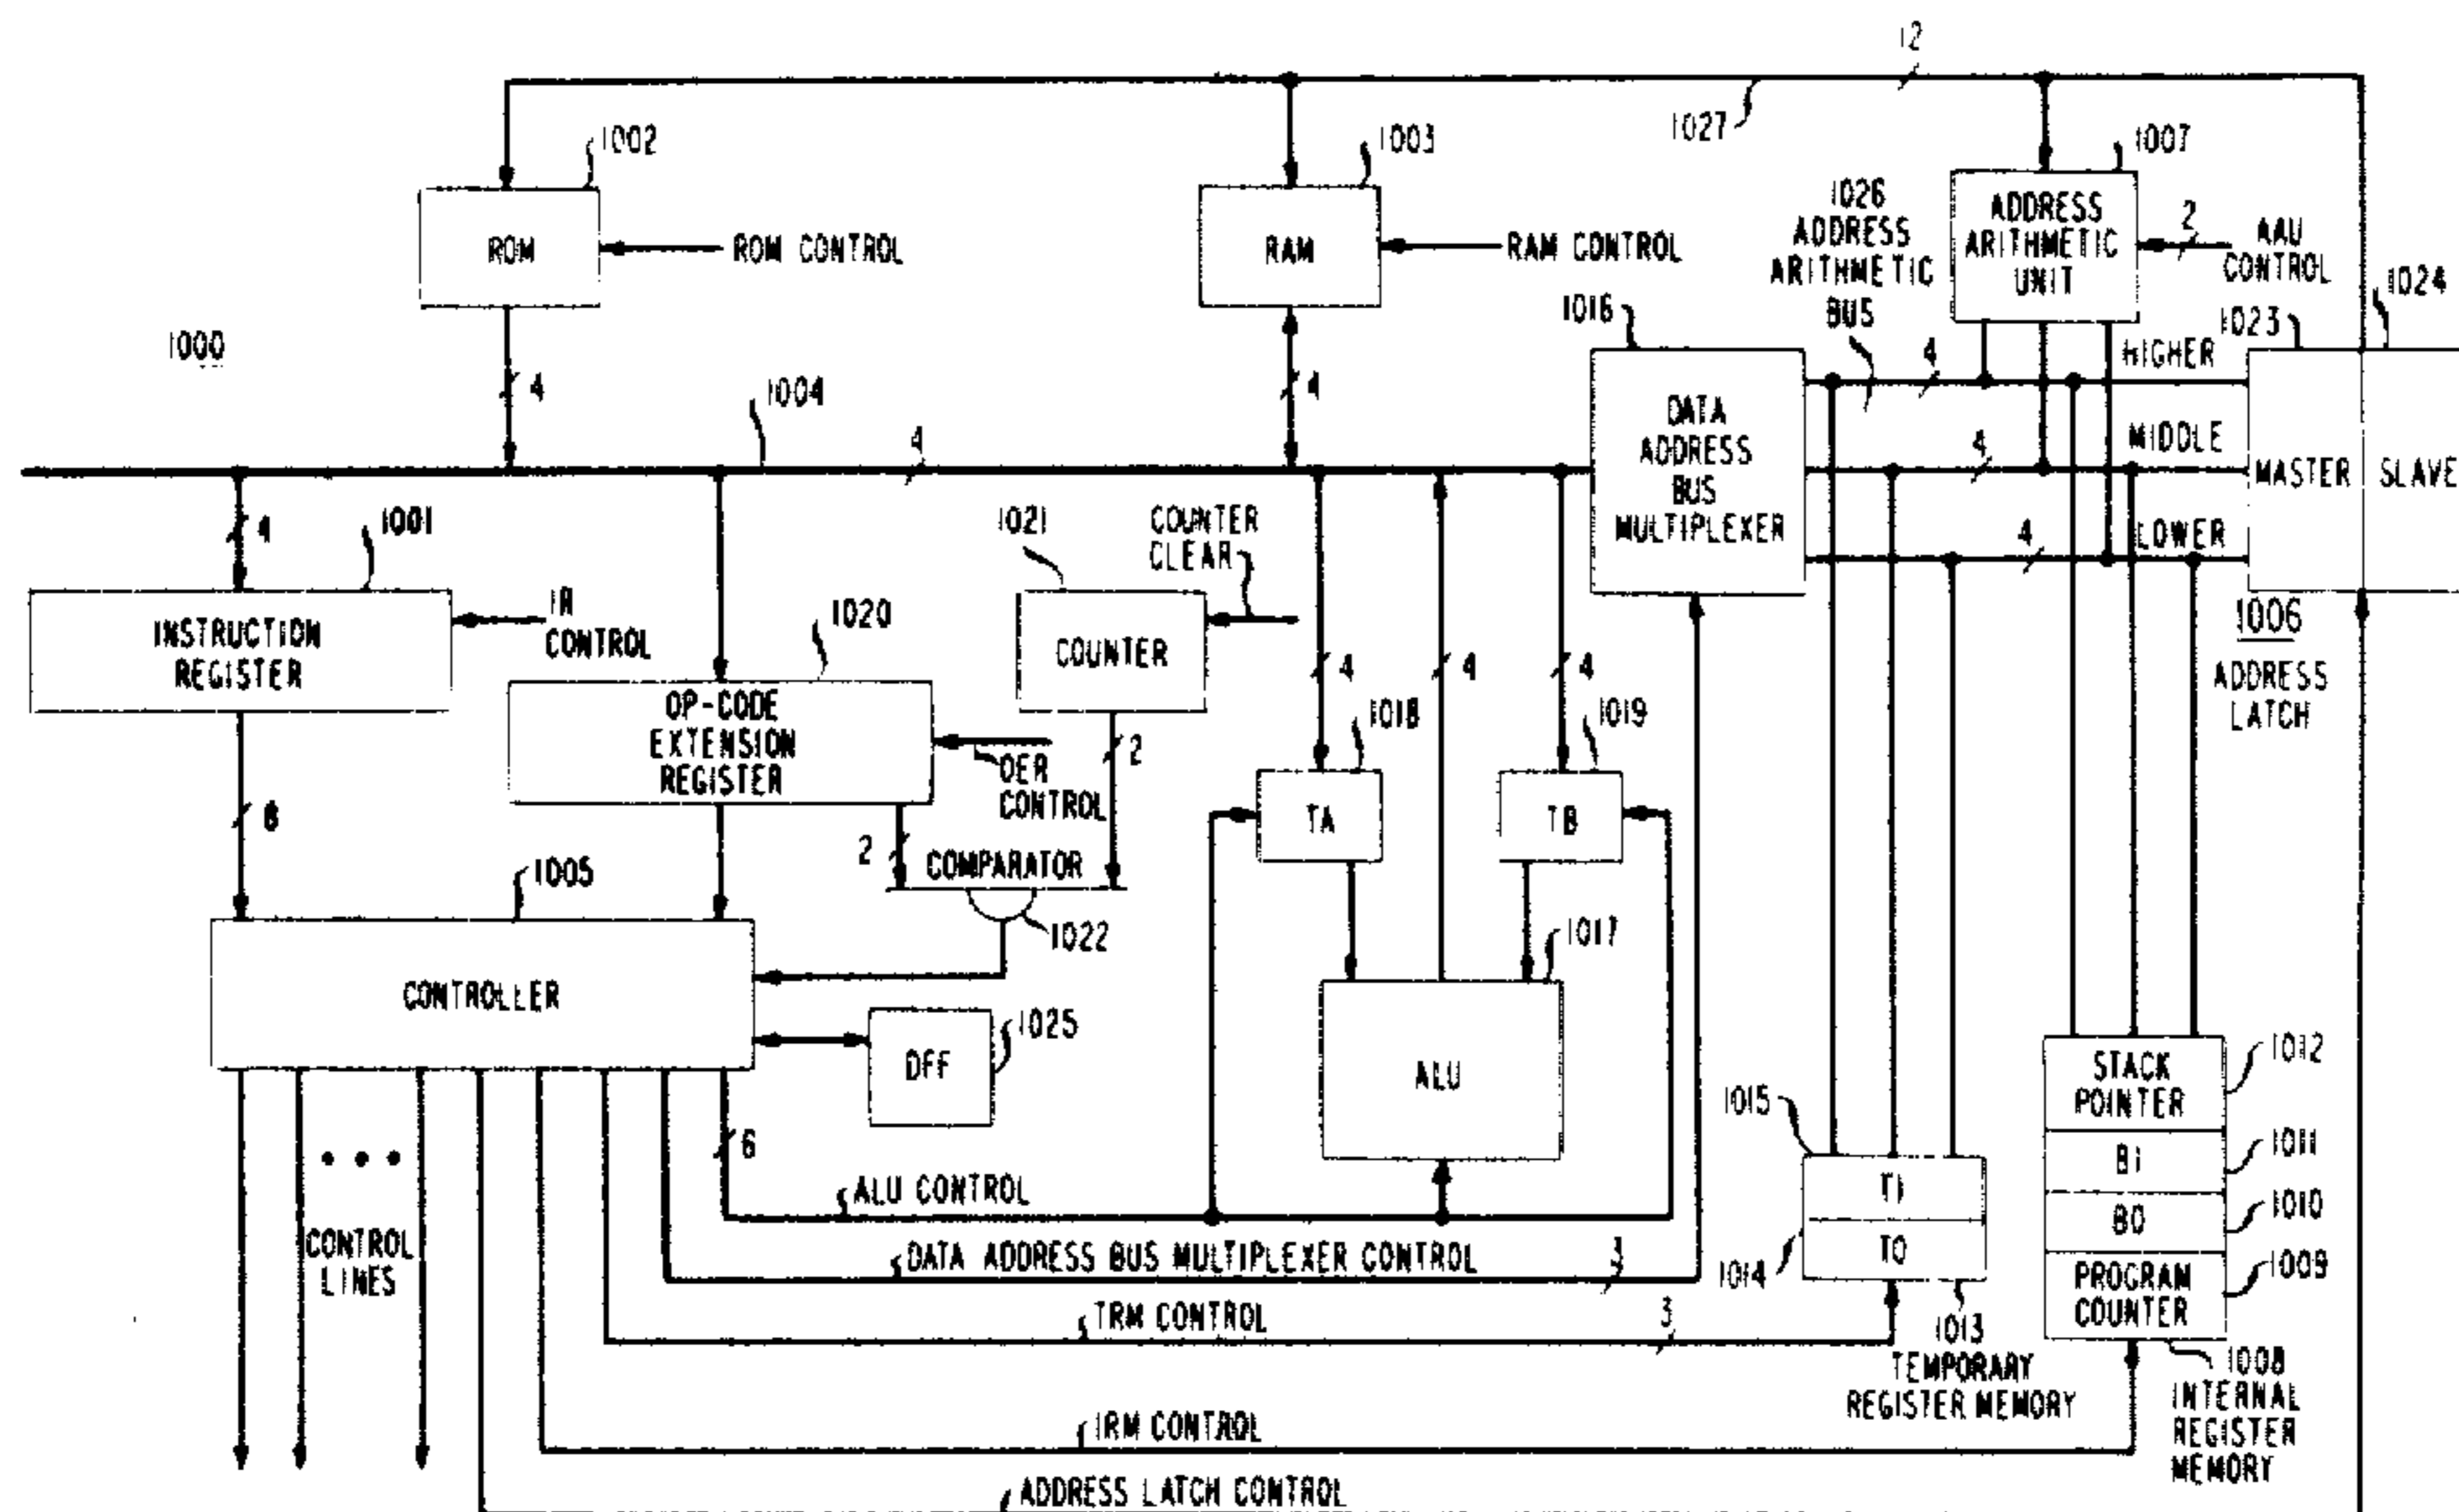 12
1002
1003
1027
1007
ROM
ROM CONTROL
RAM
RAM CONTROL
1026
ADDRESS
ARITHMETIC
BUS
ADDRESS
ARITHMETIC
UNIT
2
AAU
CONTROL
1024
1023
1016
1000
4
1004
4
4
4
HIGHER
4
MIDDLE
4
LOWER
DATA
ADDRESS
BUS
MULTIPLEXER
MASTER
SLAVE
1006
ADDRESS
LATCH
4
1001
INSTRUCTION
REGISTER
IR
CONTROL
1020
OP-CODE
EXTENSION
REGISTER
OER
CONTROL
1021
COUNTER
CLEAR
COUNTER
4
4
4
1018
1019
2
TA
TB
8
2
COMPARATOR
1022
1005
CONTROLLER
DFF
1025
1017
ALU
6
ALU CONTROL
CONTROL
LINES
DATA ADDRESS BUS MULTIPLEXER CONTROL
3
TRM CONTROL
3
1015
T1
1014
T0
1013
TEMPORARY
REGISTER MEMORY
STACK
POINTER
1012
B1
1011
B0
1010
PROGRAM
COUNTER
1009
1008
INTERNAL
REGISTER
MEMORY
IRM CONTROL
ADDRESS LATCH CONTROL